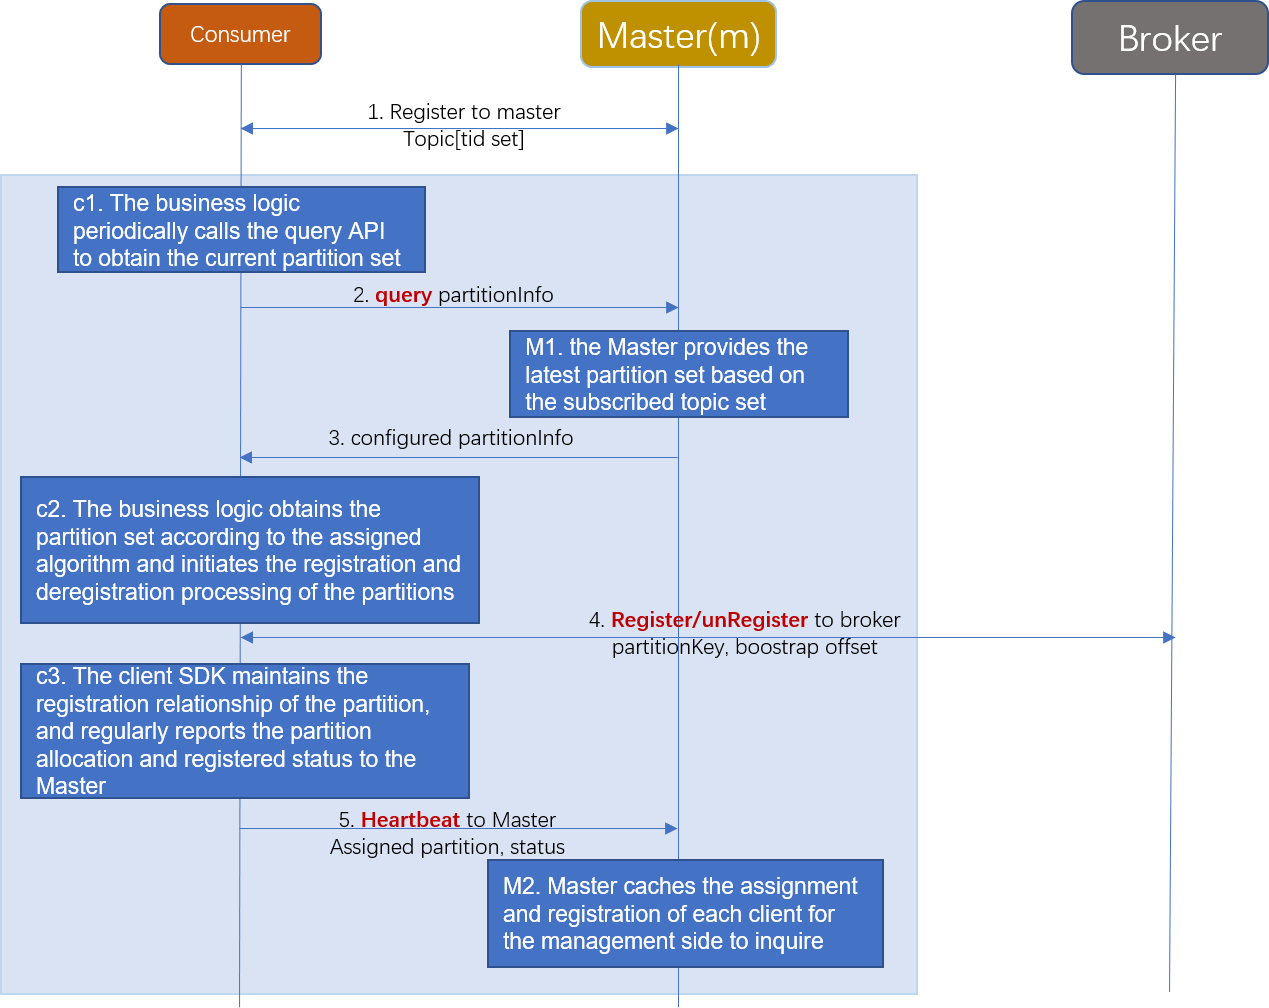 Consumer
Master(m)
Broker
1. Register to master
Topic[tid set]
c1. The business logic
periodically calls the query API
to obtain the current partition set
2. query partitionInfo
M1. the Master provides the
latest partition set based on
the subscribed topic set
3. configured partitionInfo
c2. The business logic obtains the
partition set according to the assigned
algorithm and initiates the registration and
deregistration processing of the partitions
4. Register/unRegister to broker
partitionKey, boostrap offset
c3. The client SDK maintains the
registration relationship of the partition,
and regularly reports the partition
allocation and registered status to the
Master
5. Heartbeat to Master
Assigned partition, status
M2. Master caches the assignment
and registration of each client for
the management side to inquire